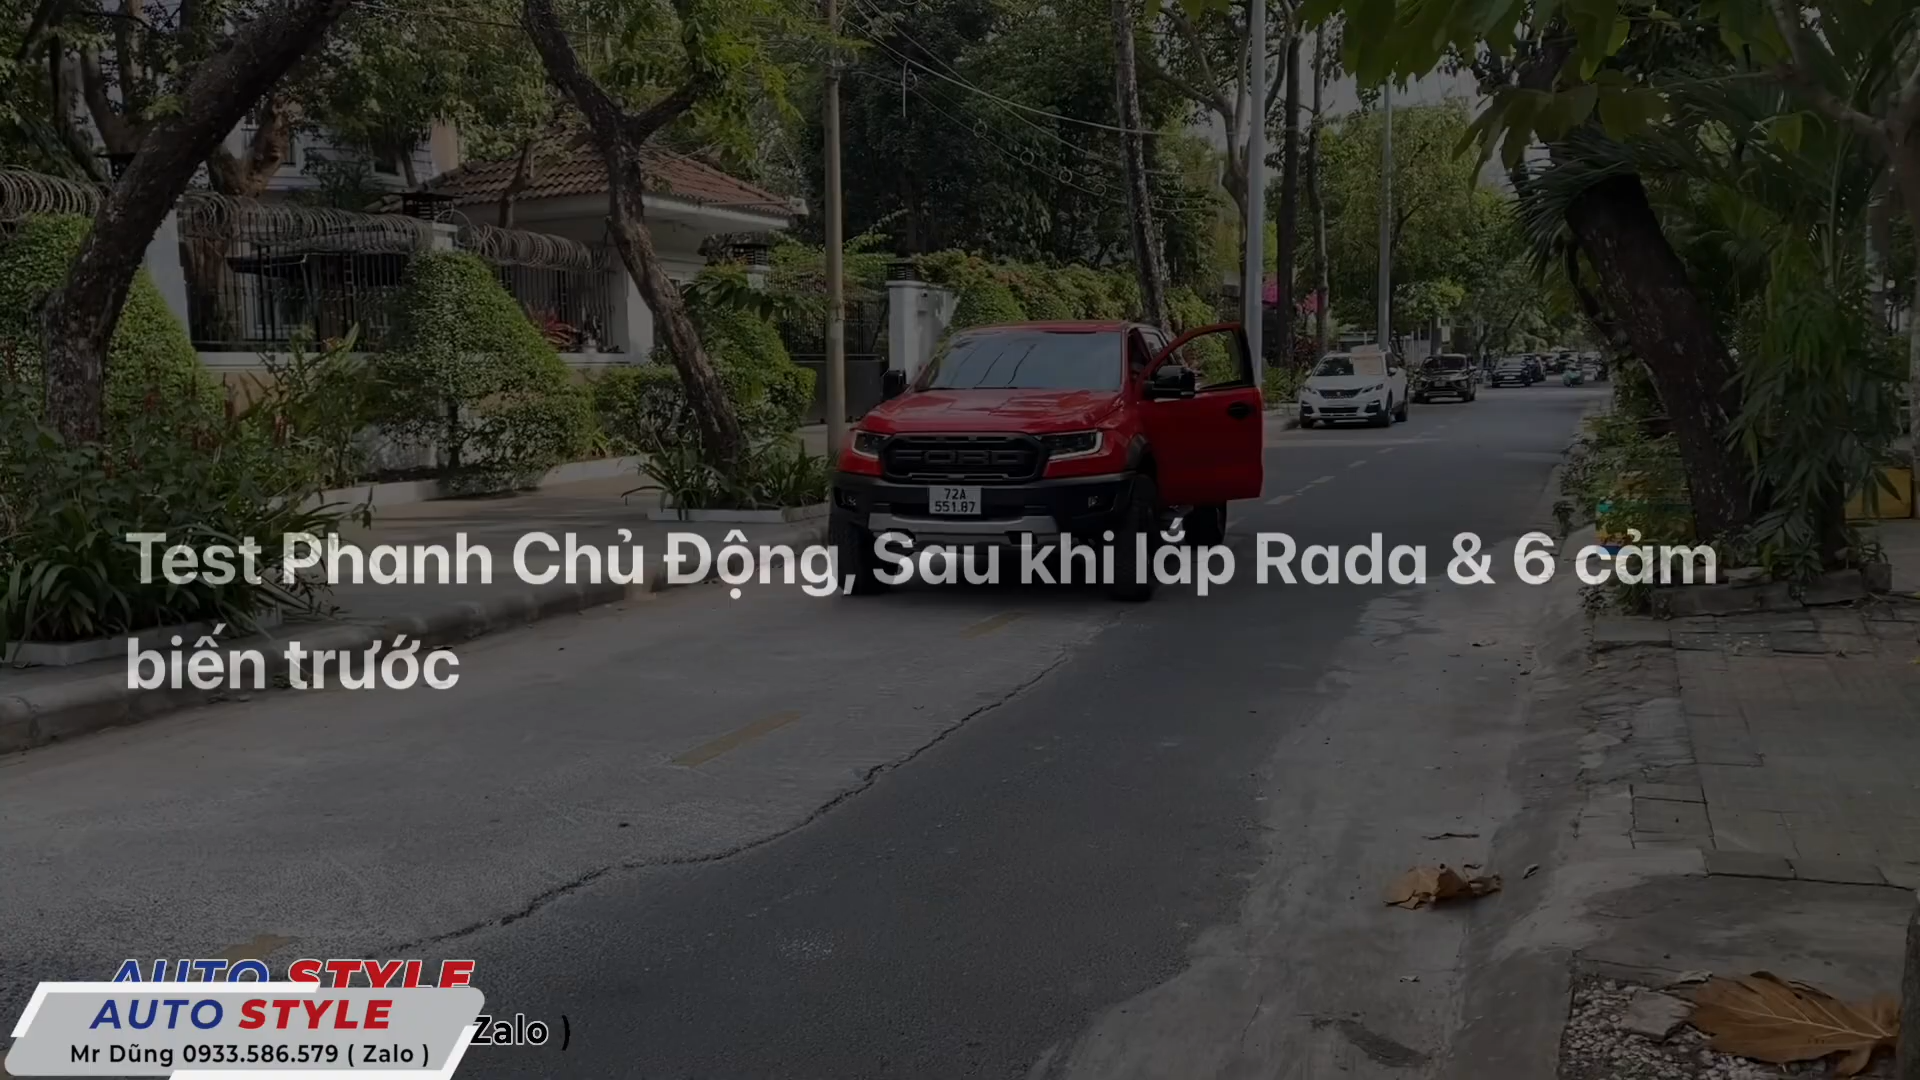 FORD
72A
551.87
Test Phanh Chủ Động, Sau khi lắp Rada & 6 cảm
biến trước
AUTO STYLE
AUTO STYLE
Zalo )
Mr Dũng 0933.586.579 ( Zalo )